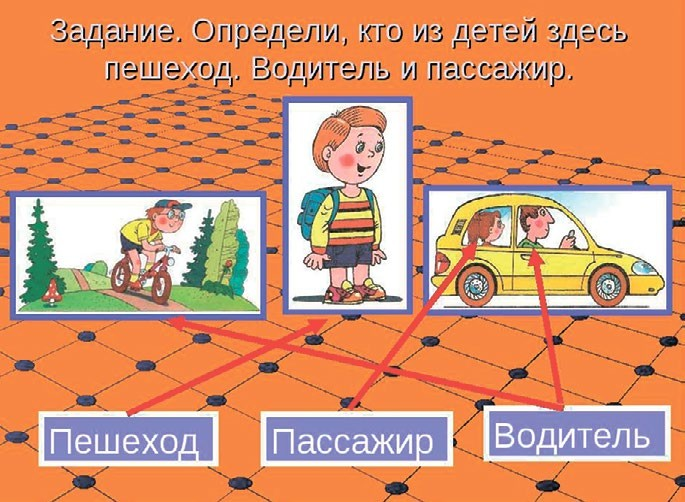 Задание. Определи, кто из детей здесь
пешеход. Водитель и пассажир.
Пешеход
Пассажир
Водитель